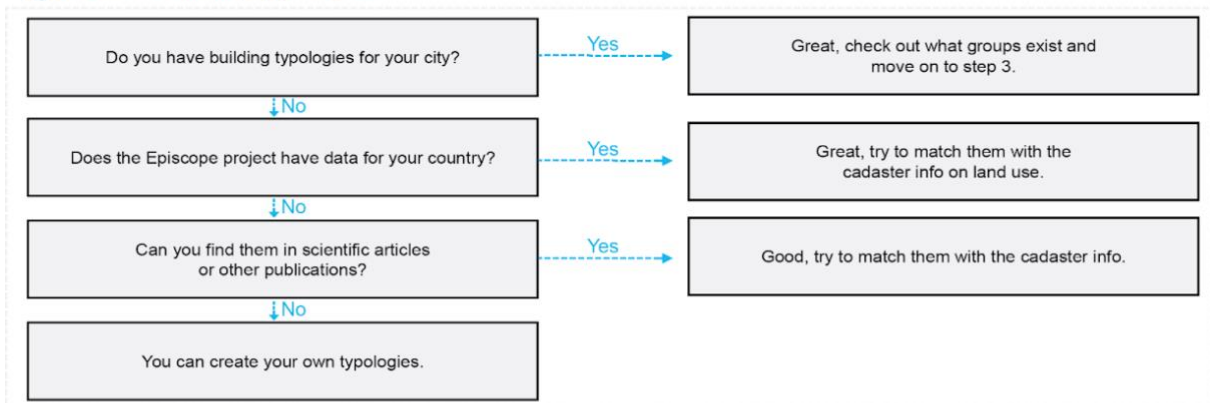 Do you have building typologies for your city?
Yes
Great, check out what groups exist and
move on to step 3.
No
Does the Episcope project have data for your country?
Yes
Great, try to match them with the
cadaster info on land use.
No
Can you find them in scientific articles
or other publications?
Yes
Good, try to match them with the cadaster info.
No
You can create your own typologies.